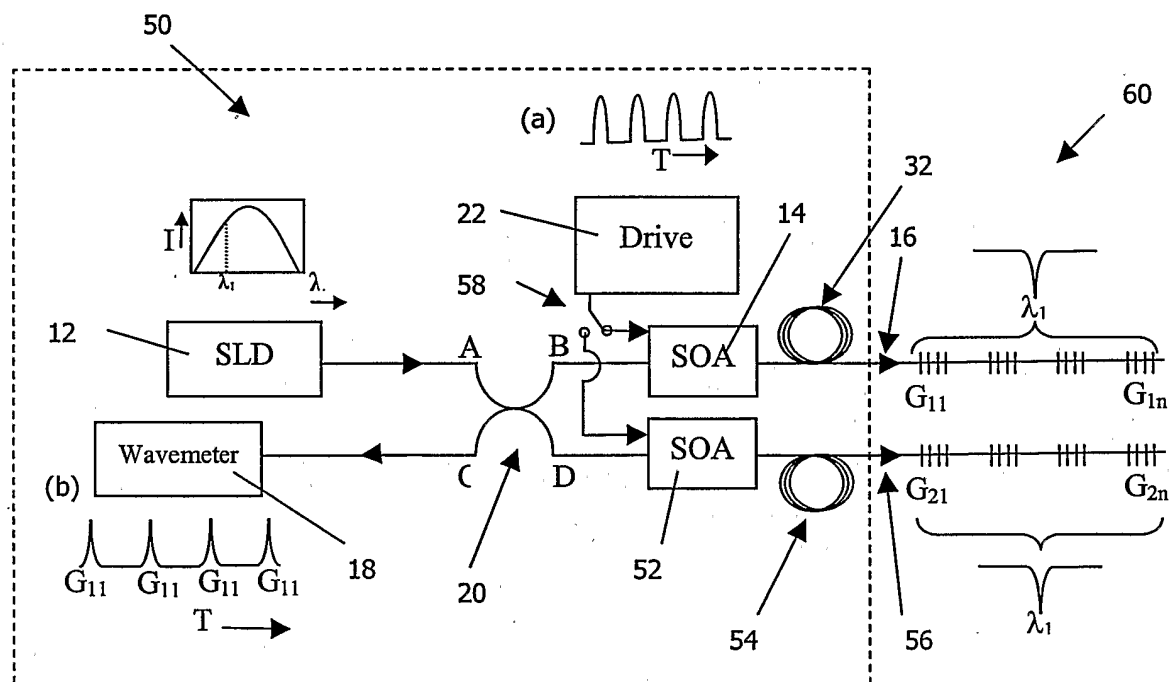 50
60
(a)
T
32
22
14
16
Drive
I
λ₁
λ.
58
λ₁
12
SLD
A
B
SOA
G₁₁
G₁ₙ
Wavemeter
C
D
SOA
G₂₁
G₂ₙ
(b)
18
20
52
54
56
G₁₁
G₁₁
G₁₁
G₁₁
T
λ₁